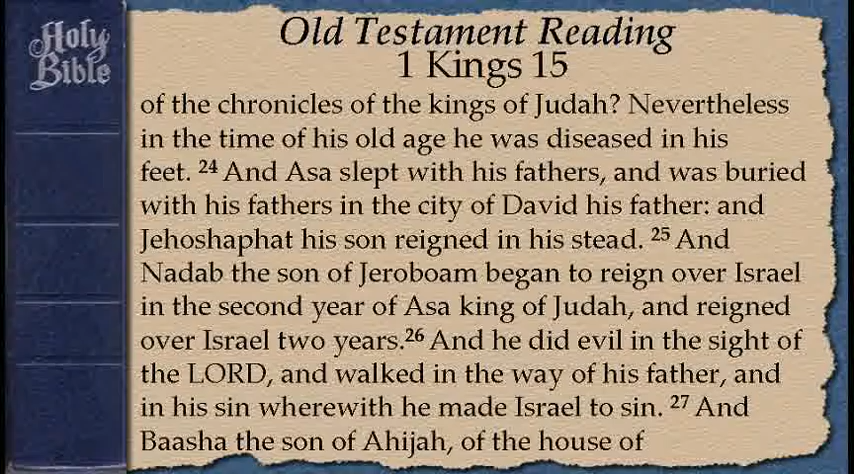 Holy
Bible
Old Testament Reading
1 Kings 15
of the chronicles of the kings of Judah? Nevertheless
in the time of his old age he was diseased in his
feet. 24 And Asa slept with his fathers, and was buried
with his fathers in the city of David his father: and
Jehoshaphat his son reigned in his stead. 25 And
Nadab the son of Jeroboam began to reign over Israel
in the second year of Asa king of Judah, and reigned
over Israel two years.26 And he did evil in the sight of
the LORD, and walked in the way of his father, and
in his sin wherewith he made Israel to sin. 27 And
Baasha the son of Ahijah, of the house of